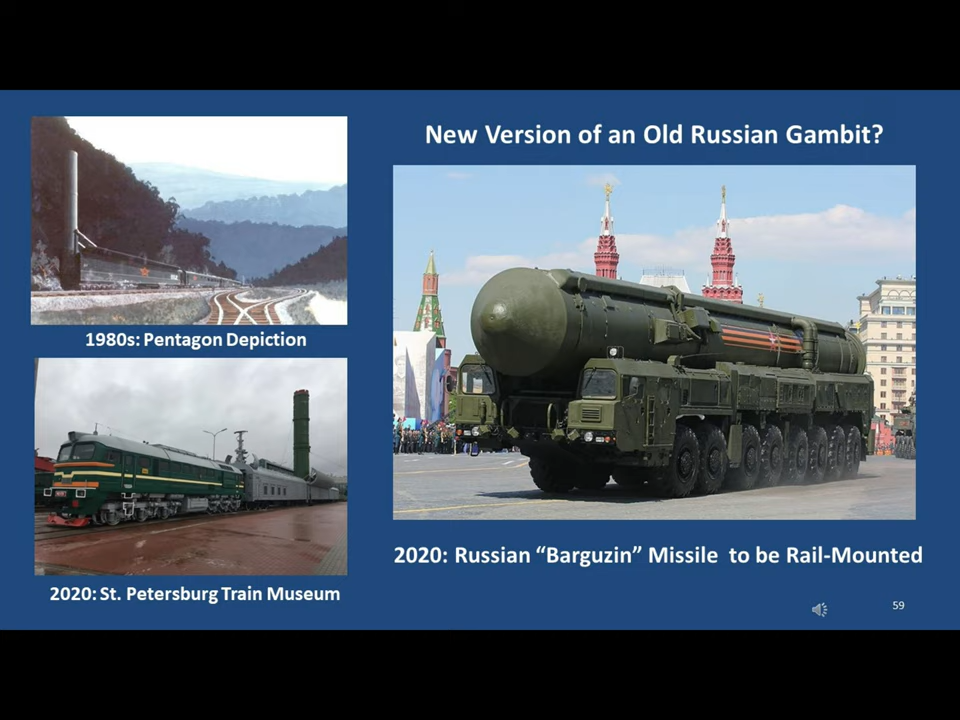 New Version of an Old Russian Gambit?
1980s: Pentagon Depiction
2020: St. Petersburg Train Museum
2020: Russian “Barguzin” Missile to be Rail-Mounted
59